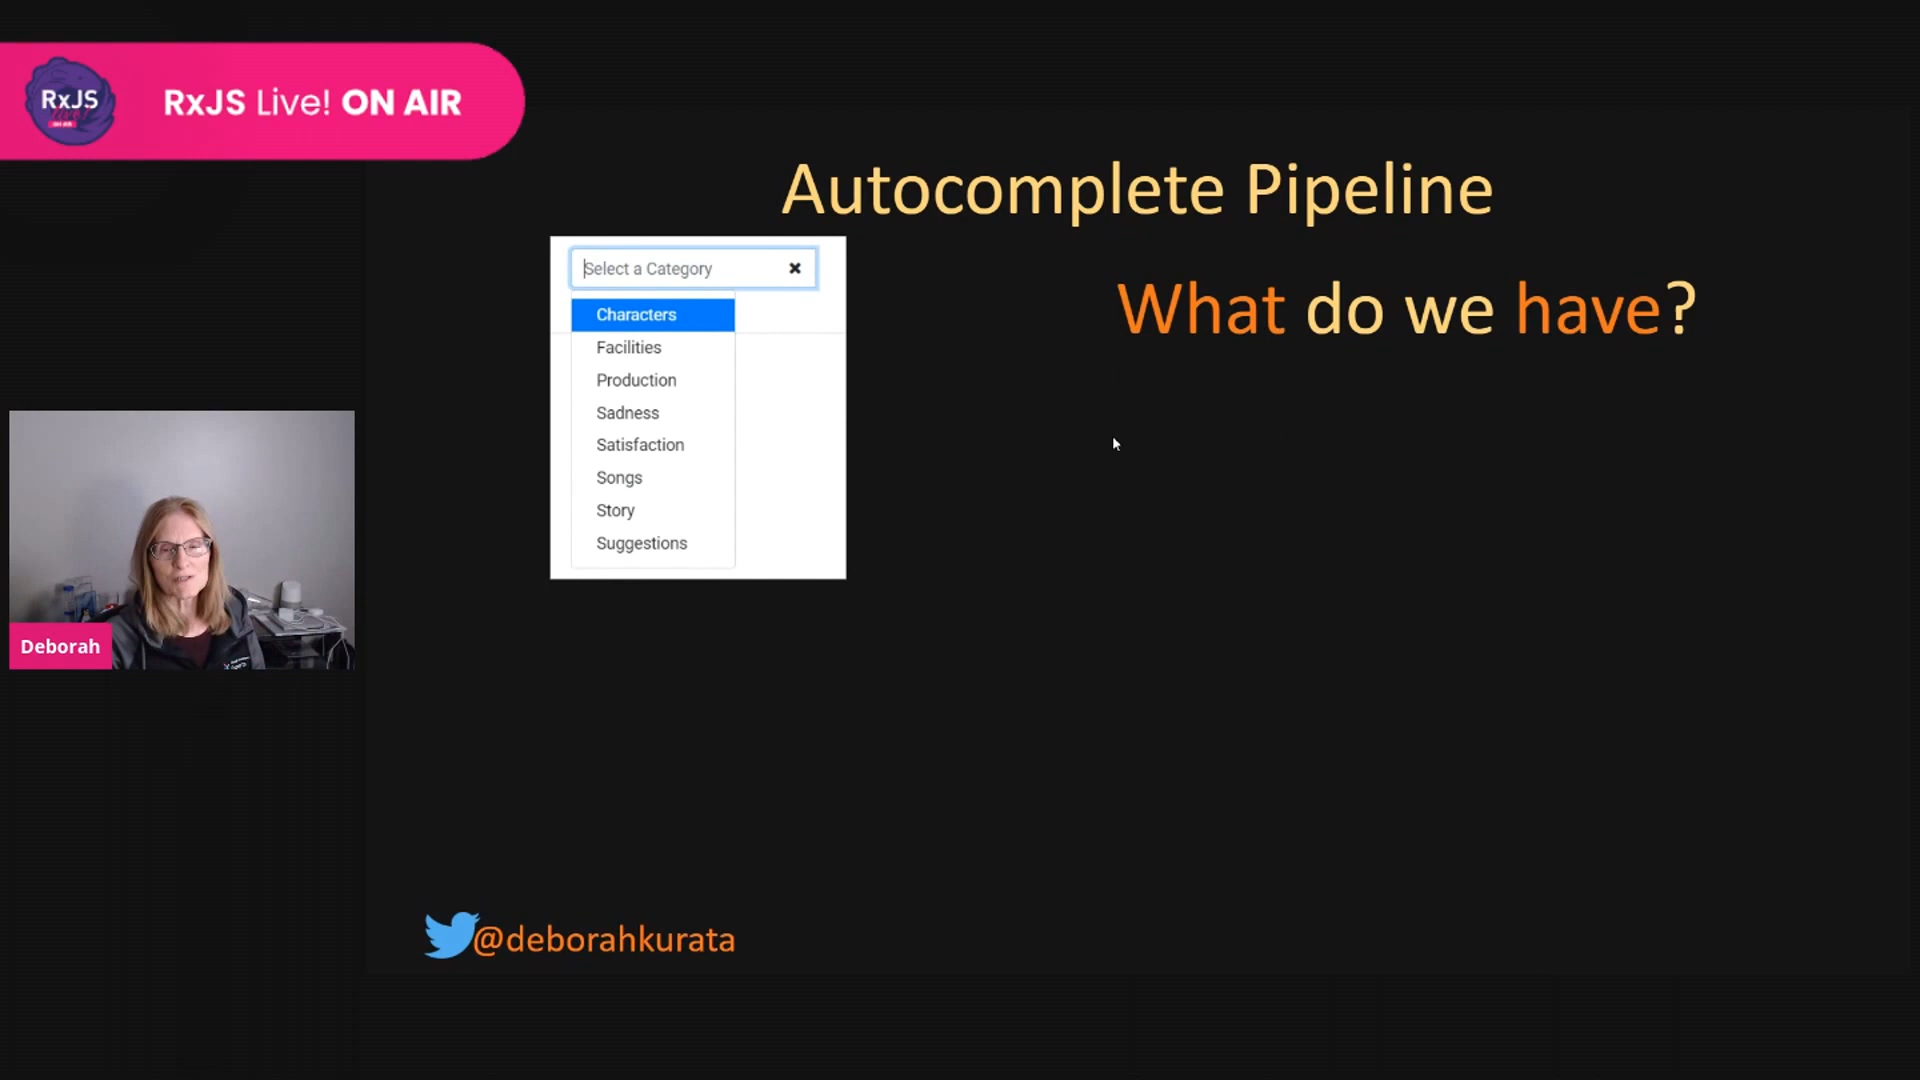 RxJS
RxJS Live! ON AIR
Autocomplete Pipeline
What do we have?
Select a Category
Characters
Facilities
Production
Sadness
Satisfaction
Songs
Story
Suggestions
Deborah
@deborahkurata